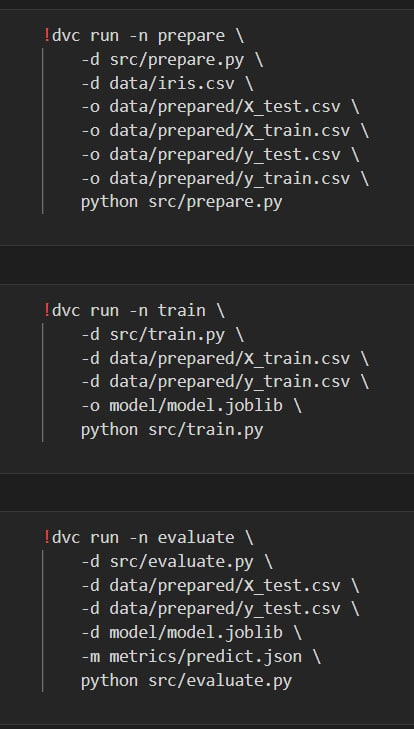 !dvc run -n prepare \
-d src/prepare.py \
-d data/iris.csv \
-o data/prepared/X_test.csv \
-o data/prepared/X_train.csv \
-o data/prepared/y_test.csv \
-o data/prepared/y_train.csv \
python src/prepare.py
!dvc run -n train \
-d src/train.py \
-d data/prepared/X_train.csv \
-d data/prepared/y_train.csv \
-o model/model.joblib \
python src/train.py
!dvc run -n evaluate \
-d src/evaluate.py \
-d data/prepared/X_test.csv \
-d data/prepared/y_test.csv \
-d model/model.joblib \
-m metrics/predict.json \
python src/evaluate.py